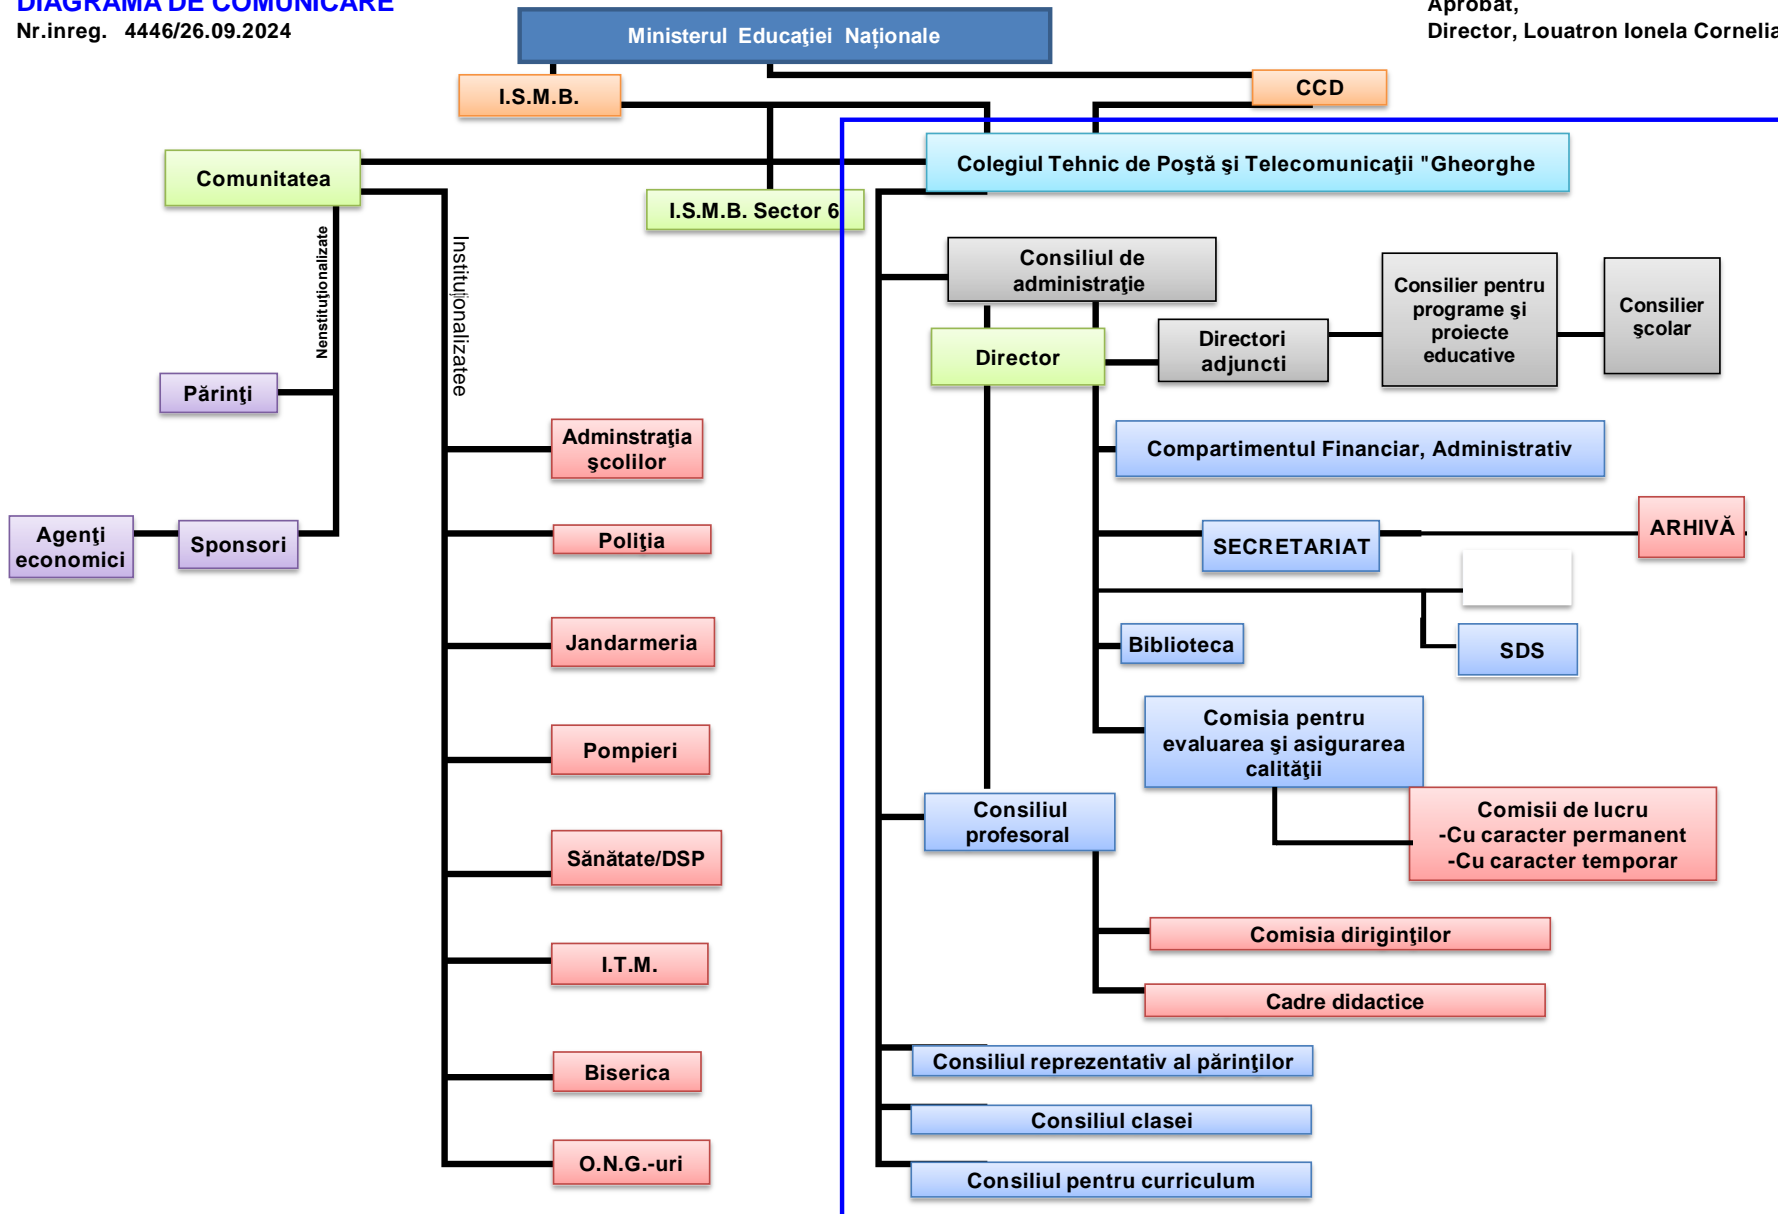 DIAGRAMA DE COMUNICARE
Nr.inreg. 4446/26.09.2024
Aprobat,
Director, Louatron Ionela Cornelia
Ministerul Educaţiei Naționale
I.S.M.B.
CCD
Comunitatea
Colegiul Tehnic de Poştă şi Telecomunicaţii "Gheorghe
I.S.M.B. Sector 6
Nenstituţionalizate
Instituţionalizatee
Consiliul de
administraţie
Director
Directori
adjuncti
Consilier pentru
programe şi
proiecte
educative
Consilier
şcolar
Părinţi
Agenţi
economici
Sponsori
Adminstraţia
şcolilor
Poliţia
Jandarmeria
Pompieri
Sănătate/DSP
I.T.M.
Biserica
O.N.G.-uri
Compartimentul Financiar, Administrativ
SECRETARIAT
ARHIVĂ
Biblioteca
SDS
Comisia pentru
evaluarea şi asigurarea
calităţii
Comisii de lucru
-Cu caracter permanent
-Cu caracter temporar
Consiliul
profesoral
Comisia diriginţilor
Cadre didactice
Consiliul reprezentativ al părinţilor
Consiliul clasei
Consiliul pentru curriculum